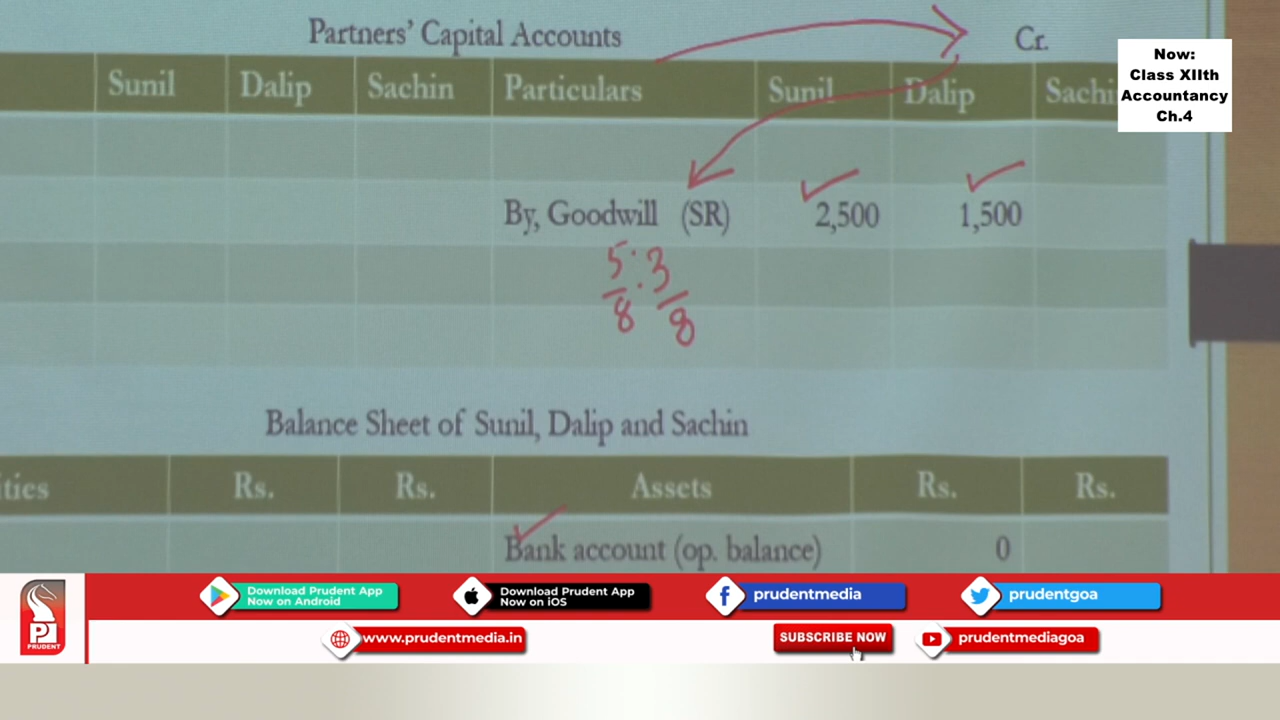 Partners' Capital Accounts
Cr.
Now:
Class XIIth
Accountancy
Ch.4
Sunil Dalip Sachin Particulars Sunil Dalip
By, Goodwill (SR) 2,500 1,500
5 : 3
8 8
Balance Sheet of Sunil, Dalip and Sachin
Rs. Rs. Assets Rs. Rs.
Bank account (op. balance) 0
Download Prudent App
Now on Android
Download Prudent App
Now on iOS
prudentmedia
prudentgoa
PRUDENT
www.prudentmedia.in
SUBSCRIBE NOW
prudentmediagoa